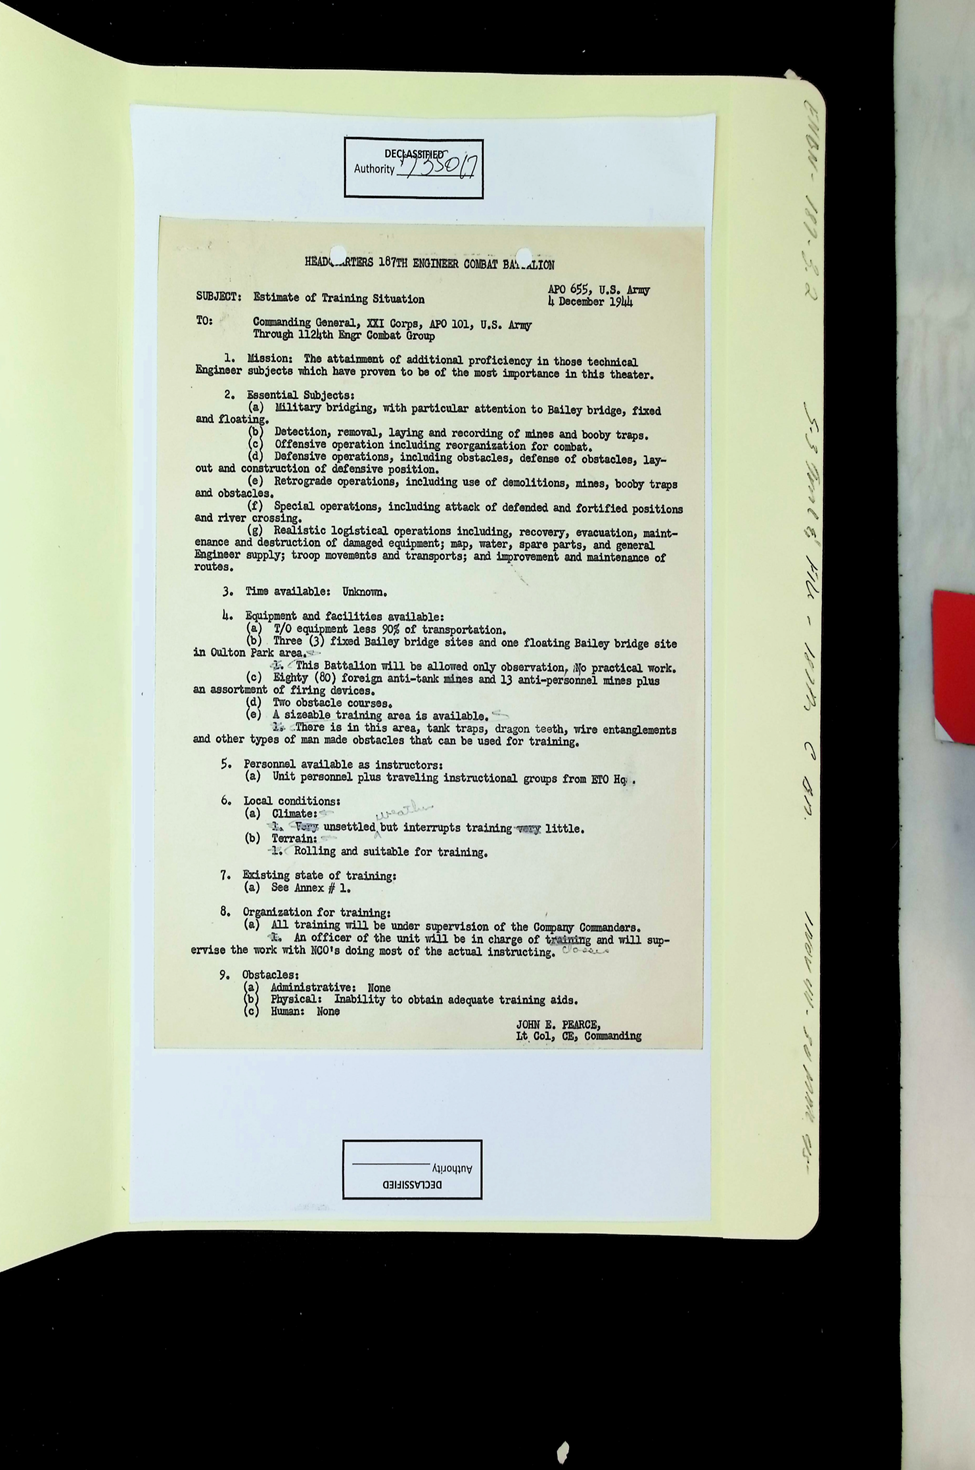 DECLASSIFIED
Authority 735017
HEADQUARTERS 187TH ENGINEER COMBAT BATTALION
APO 655, U.S. Army
SUBJECT: Estimate of Training Situation
4 December 1944
TO: Commanding General, XXI Corps, APO 101, U.S. Army
Through 1124th Engr Combat Group
1. Mission: The attainment of additional proficiency in those technical
Engineer subjects which have proven to be of the most importance in this theater.
2. Essential Subjects:
(a) Military bridging, with particular attention to Bailey bridge, fixed
and floating.
(b) Detection, removal, laying and recording of mines and booby traps.
(c) Offensive operation including reorganization for combat.
(d) Defensive operations, including obstacles, defense of obstacles, lay-
out and construction of defensive position.
(e) Retrograde operations, including use of demolitions, mines, booby traps
and obstacles.
(f) Special operations, including attack of defended and fortified positions
and river crossing.
(g) Realistic logistical operations including, recovery, evacuation, maint-
enance and destruction of damaged equipment; map, water, spare parts, and general
Engineer supply; troop movements and transports; and improvement and maintenance of
routes.
3. Time available: Unknown.
4. Equipment and facilities available:
(a) T/O equipment less 90% of transportation.
(b) Three (3) fixed Bailey bridge sites and one floating Bailey bridge site
in Oulton Park area.
1. This Battalion will be allowed only observation, No practical work.
(c) Eighty (80) foreign anti-tank mines and 13 anti-personnel mines plus
an assortment of firing devices.
(d) Two obstacle courses.
(e) A sizeable training area is available.
1. There is in this area, tank traps, dragon teeth, wire entanglements
and other types of man made obstacles that can be used for training.
5. Personnel available as instructors:
(a) Unit personnel plus traveling instructional groups from ETO Hq.
6. Local conditions:
(a) Climate:
weather
1. Very unsettled but interrupts training very little.
(b) Terrain:
1. Rolling and suitable for training.
7. Existing state of training:
(a) See Annex # 1.
8. Organization for training:
(a) All training will be under supervision of the Company Commanders.
1. An officer of the unit will be in charge of training and will sup-
ervise the work with NCO's doing most of the actual instructing. Classes
9. Obstacles:
(a) Administrative: None
(b) Physical: Inability to obtain adequate training aids.
(c) Human: None
JOHN E. PEARCE,
Lt Col, CE, Commanding
DECLASSIFIED
Authority
ENBN-187-3.2
S-3 File - 187th C Bn.